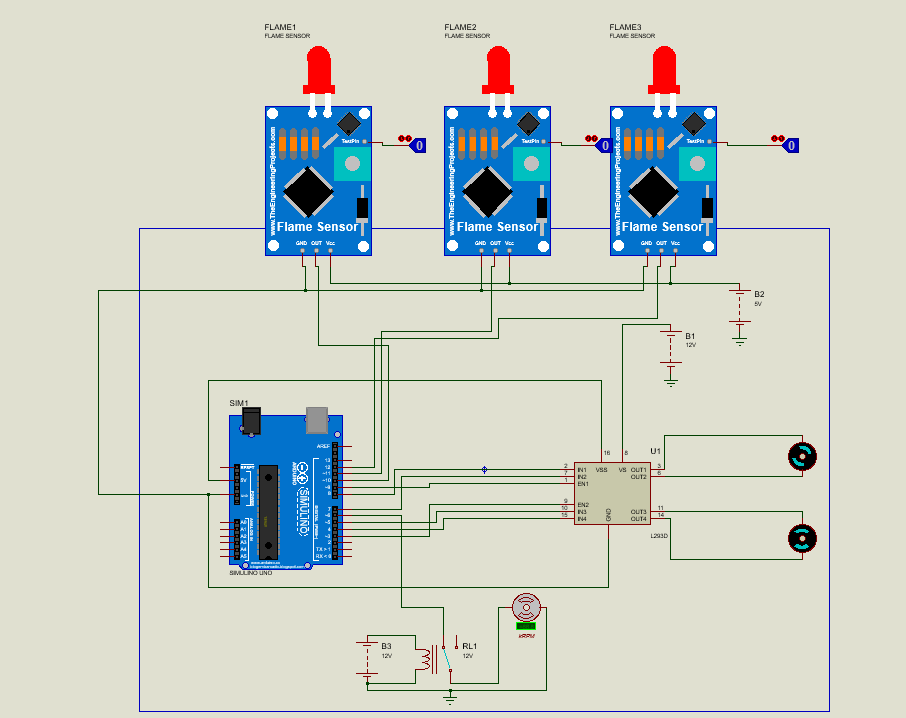 FLAME1
FLAME SENSOR
FLAME2
FLAME SENSOR
FLAME3
FLAME SENSOR
www.TheEngineeringProjects.com
TestPin
0
Flame Sensor
GND OUT Vcc
www.TheEngineeringProjects.com
TestPin
0
Flame Sensor
GND OUT Vcc
www.TheEngineeringProjects.com
TestPin
0
Flame Sensor
GND OUT Vcc
B2
5V
B1
12V
SIM1
AREF
13
12
~11
~10
~9
8
RESET
5V
GND
7
~6
~5
4
~3
2
TX > 1
RX < 0
A0
A1
A2
A3
A4
A5
ARDUINO
SIMULINO
SIMULINO UNO
U1
16
8
2
7
1
9
10
15
IN1
IN2
EN1
EN2
IN3
IN4
VSS
VS
GND
OUT1
OUT2
OUT3
OUT4
3
6
11
14
L293D
B3
12V
RL1
12V
kRPM